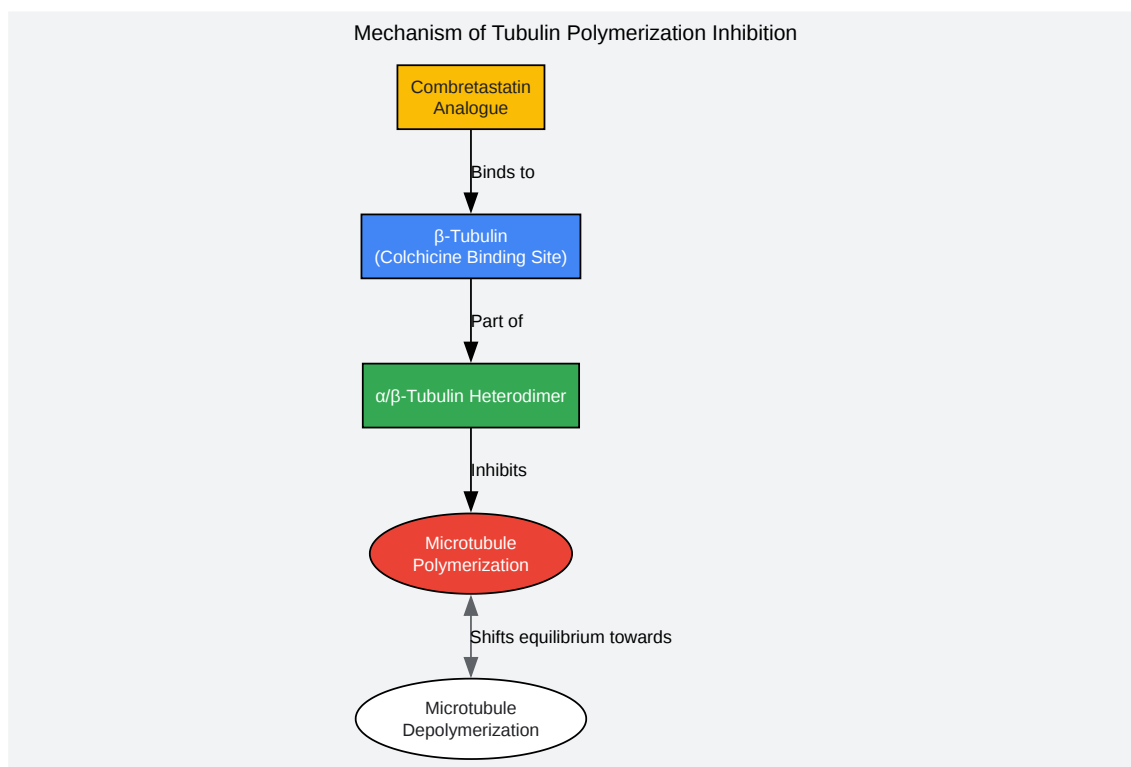 Mechanism of Tubulin Polymerization Inhibition
Combretastatin
Analogue
Binds to
β-Tubulin
(Colchicine Binding Site)
Part of
α/β-Tubulin Heterodimer
Inhibits
Microtubule
Polymerization
Shifts equilibrium towards
Microtubule
Depolymerization